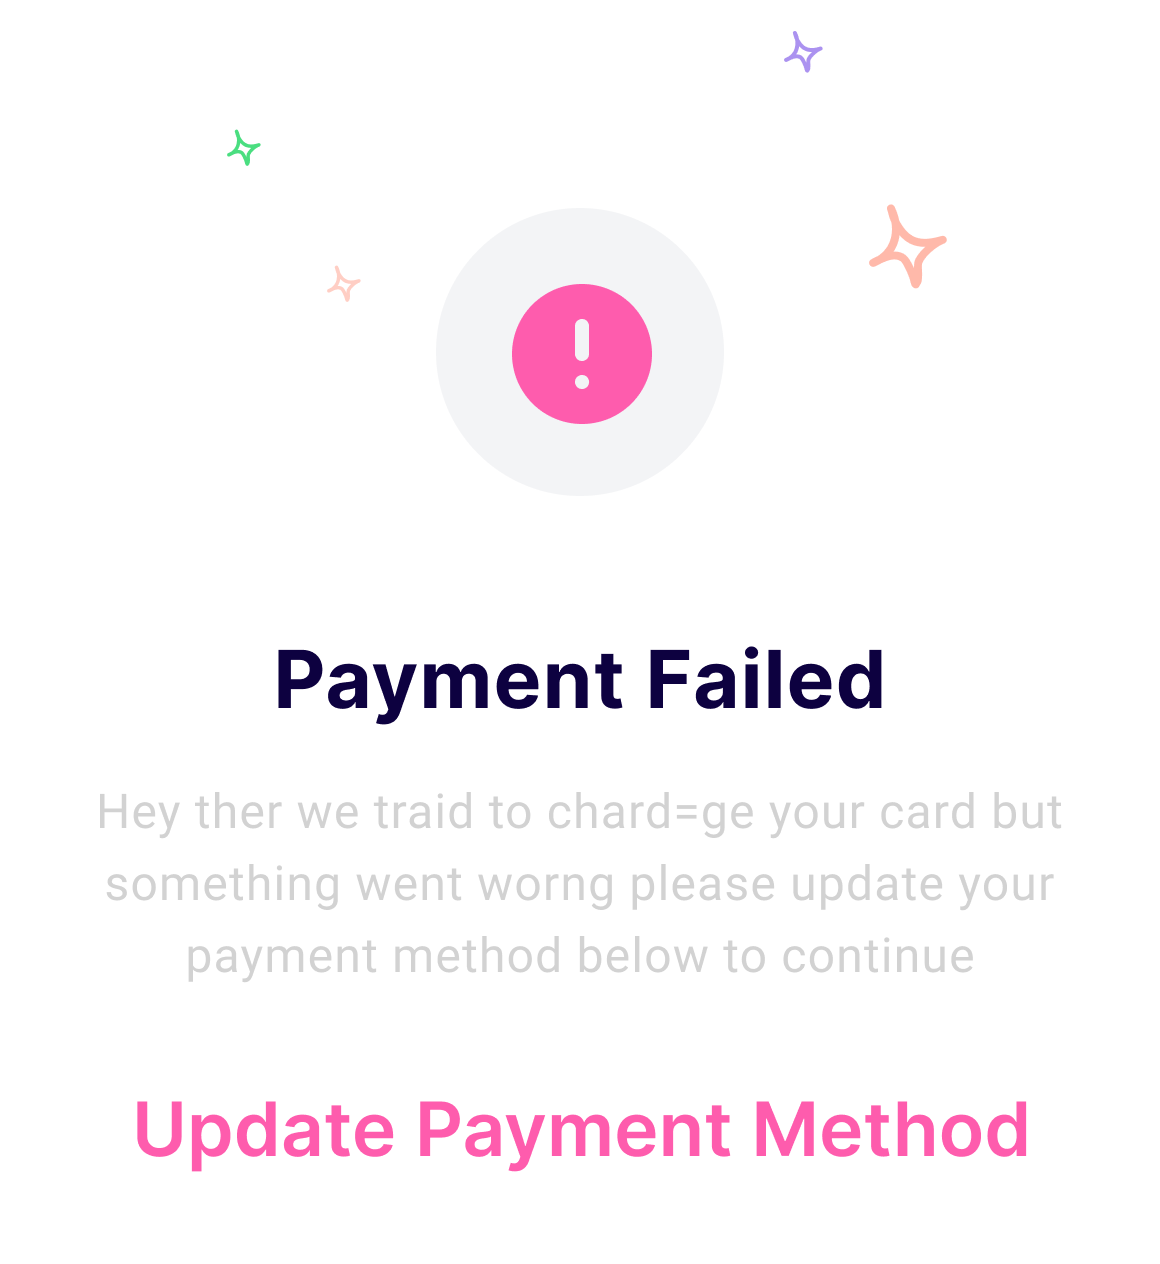 Payment Failed
Hey ther we traid to chard=ge your card but
something went worng please update your
payment method below to continue
Update Payment Method